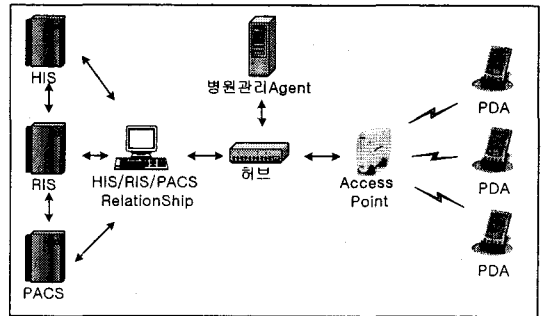 HIS
병원관리Agent
PDA
RIS
HIS/RIS/PACS
RelationShip
허브
Access
Point
PDA
PACS
PDA